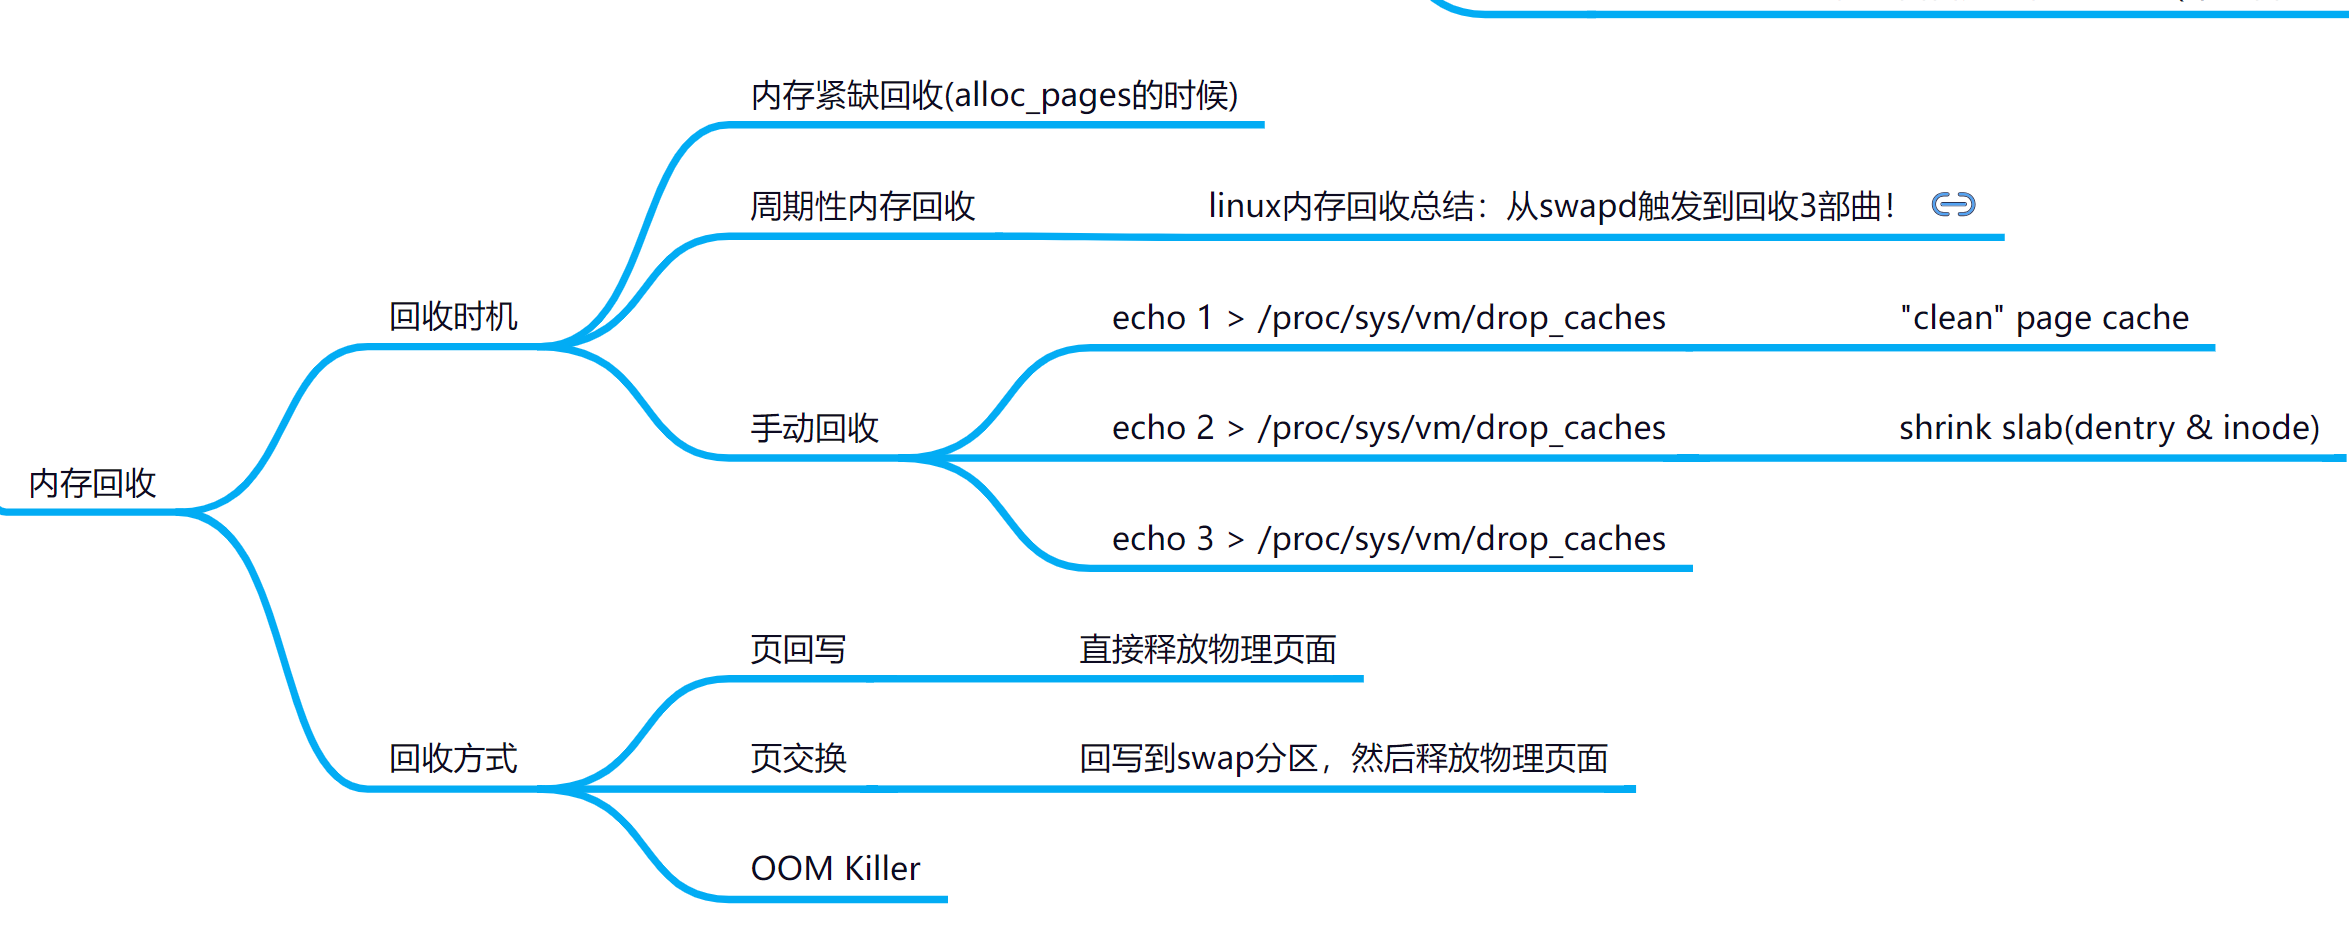 内存紧缺回收(alloc_pages的时候)
周期性内存回收
linux内存回收总结：从swapd触发到回收3部曲！
回收时机
echo 1 > /proc/sys/vm/drop_caches
"clean" page cache
手动回收
echo 2 > /proc/sys/vm/drop_caches
shrink slab(dentry & inode)
内存回收
echo 3 > /proc/sys/vm/drop_caches
页回写
直接释放物理页面
回收方式
页交换
回写到swap分区，然后释放物理页面
OOM Killer